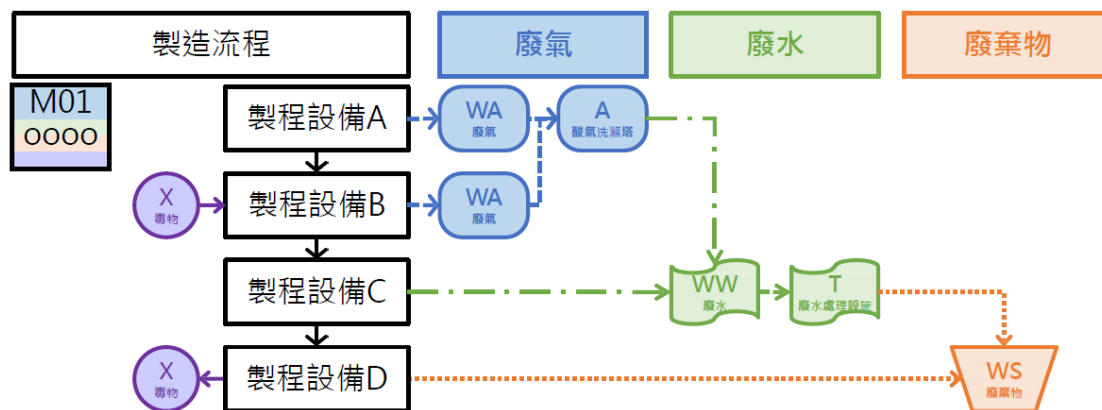 製造流程
廢氣
廢水
廢棄物
M01
oooo
製程設備A
WA
廢氣
A
酸氣洗滌塔
X
毒物
製程設備B
WA
廢氣
製程設備C
WW
廢水
T
廢水處理設施
X
毒物
製程設備D
WS
廢棄物